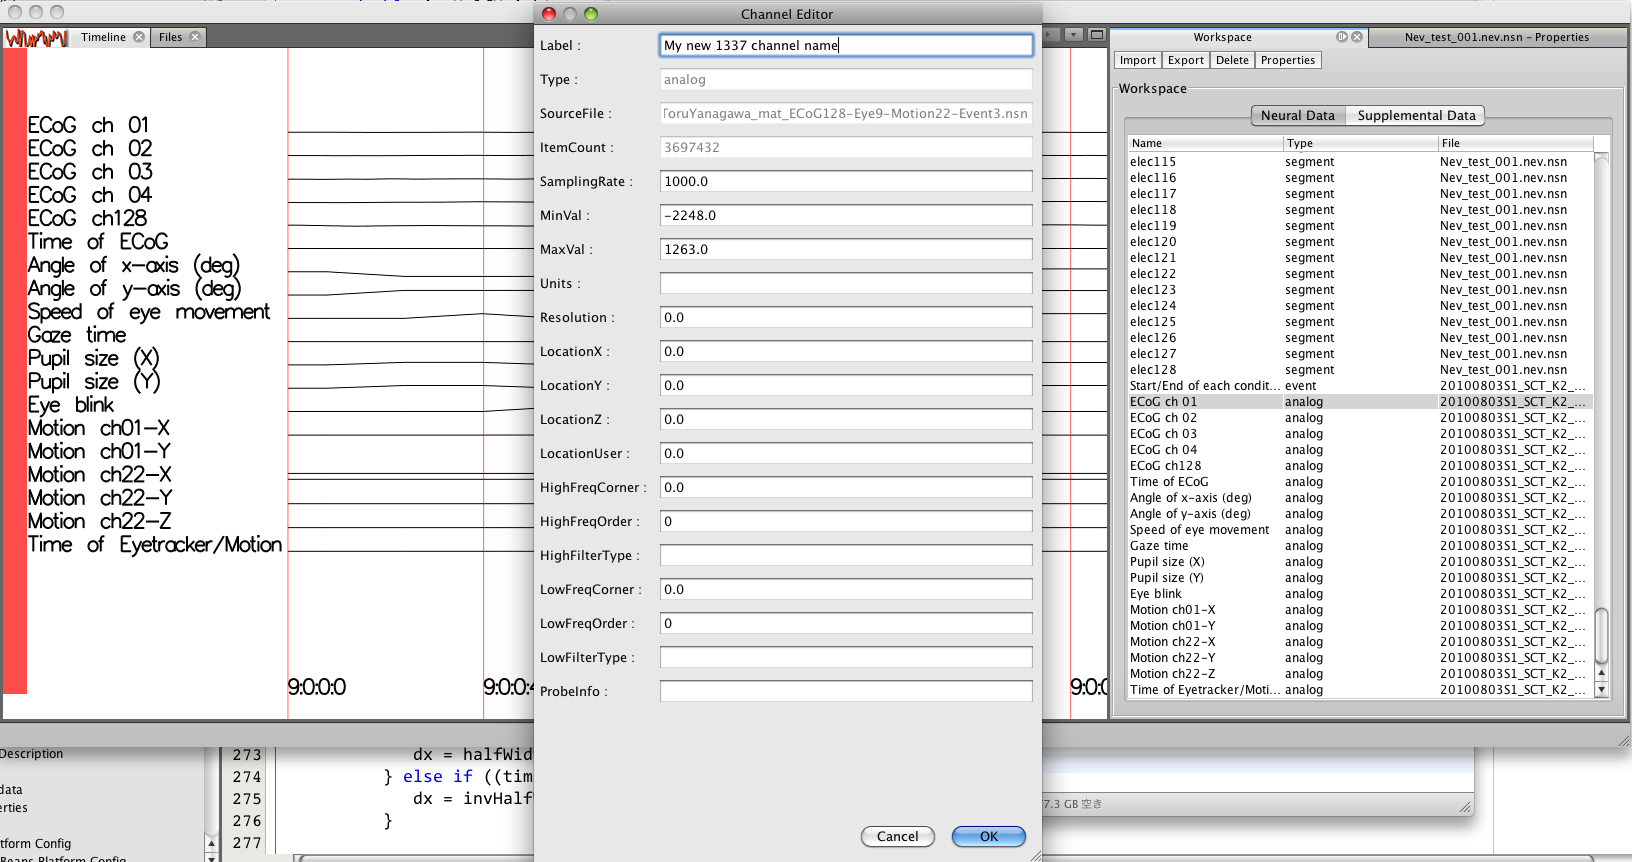 Channel Editor
Timeline
Files
Label :
My new 1337 channel name
Type :
analog
SourceFile :
ToruYanagawa_mat_ECoG128-Eye9-Motion22-Event3.nsn
ItemCount :
3697432
SamplingRate :
1000.0
MinVal :
-2248.0
MaxVal :
1263.0
Units :
Resolution :
0.0
LocationX :
0.0
LocationY :
0.0
LocationZ :
0.0
LocationUser :
0.0
HighFreqCorner :
0.0
HighFreqOrder :
0
HighFilterType :
LowFreqCorner :
0.0
LowFreqOrder :
0
LowFilterType :
ProbeInfo :
Cancel
OK
ECoG ch 01
ECoG ch 02
ECoG ch 03
ECoG ch 04
ECoG ch128
Time of ECoG
Angle of x-axis (deg)
Angle of y-axis (deg)
Speed of eye movement
Gaze time
Pupil size (X)
Pupil size (Y)
Eye blink
Motion ch01-X
Motion ch01-Y
Motion ch22-X
Motion ch22-Y
Motion ch22-Z
Time of Eyetracker/Motion
9:0:0:0
9:0:0:4
9:0:0
Workspace
Nev_test_001.nev.nsn - Properties
Import
Export
Delete
Properties
Workspace
Neural Data
Supplemental Data
Name Type File
elec115 segment Nev_test_001.nev.nsn
elec116 segment Nev_test_001.nev.nsn
elec117 segment Nev_test_001.nev.nsn
elec118 segment Nev_test_001.nev.nsn
elec119 segment Nev_test_001.nev.nsn
elec120 segment Nev_test_001.nev.nsn
elec121 segment Nev_test_001.nev.nsn
elec122 segment Nev_test_001.nev.nsn
elec123 segment Nev_test_001.nev.nsn
elec124 segment Nev_test_001.nev.nsn
elec125 segment Nev_test_001.nev.nsn
elec126 segment Nev_test_001.nev.nsn
elec127 segment Nev_test_001.nev.nsn
elec128 segment Nev_test_001.nev.nsn
Start/End of each condit... event 20100803S1_SCT_K2_...
ECoG ch 01 analog 20100803S1_SCT_K2_...
ECoG ch 02 analog 20100803S1_SCT_K2_...
ECoG ch 03 analog 20100803S1_SCT_K2_...
ECoG ch 04 analog 20100803S1_SCT_K2_...
ECoG ch128 analog 20100803S1_SCT_K2_...
Time of ECoG analog 20100803S1_SCT_K2_...
Angle of x-axis (deg) analog 20100803S1_SCT_K2_...
Angle of y-axis (deg) analog 20100803S1_SCT_K2_...
Speed of eye movement analog 20100803S1_SCT_K2_...
Gaze time analog 20100803S1_SCT_K2_...
Pupil size (X) analog 20100803S1_SCT_K2_...
Pupil size (Y) analog 20100803S1_SCT_K2_...
Eye blink analog 20100803S1_SCT_K2_...
Motion ch01-X analog 20100803S1_SCT_K2_...
Motion ch01-Y analog 20100803S1_SCT_K2_...
Motion ch22-X analog 20100803S1_SCT_K2_...
Motion ch22-Y analog 20100803S1_SCT_K2_...
Motion ch22-Z analog 20100803S1_SCT_K2_...
Time of Eyetracker/Moti... analog 20100803S1_SCT_K2_...
Description
data
erties
tform Config
Beans Platform Config
273 dx = halfWid
274 } else if ((tim
275 dx = invHalf
276 }
277
7.3 GB 空き